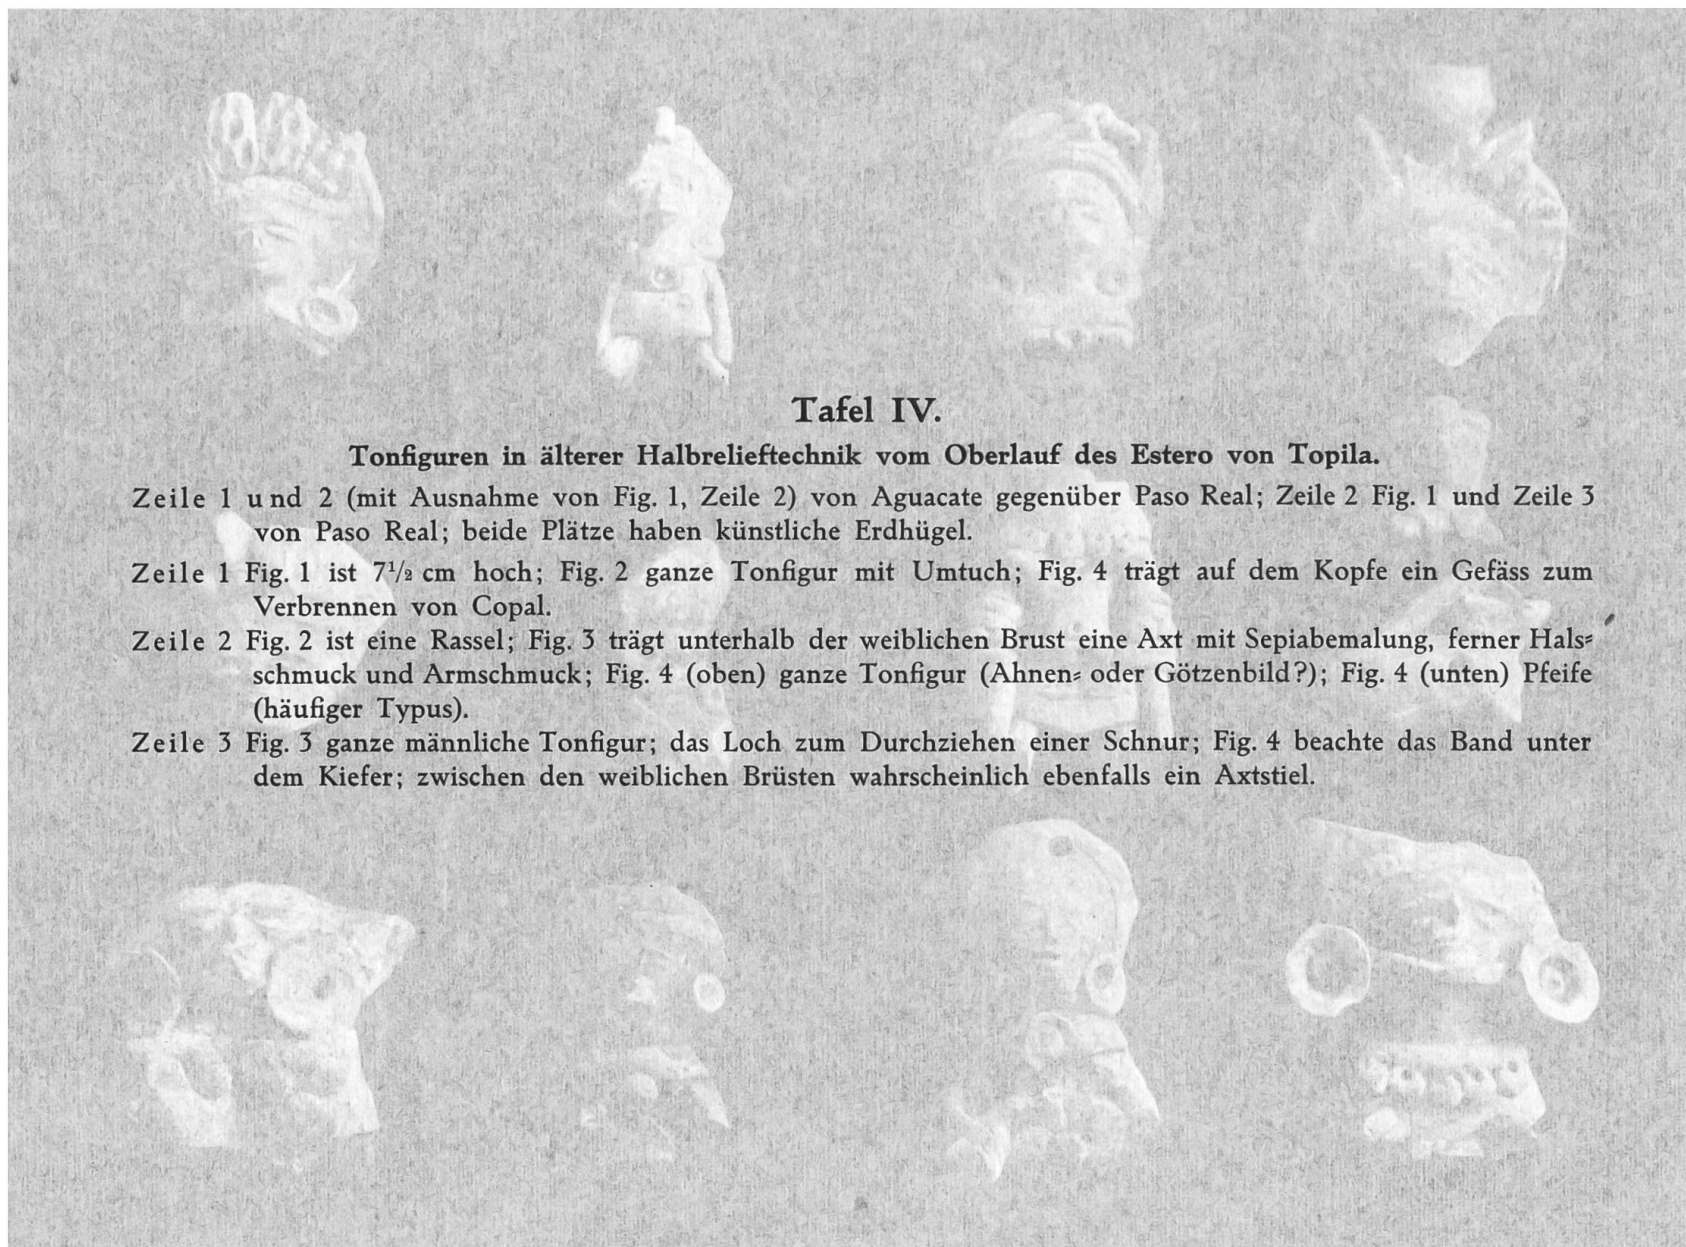 Tafel IV.
Tonfiguren in älterer Halbrelieftechnik vom Oberlauf des Estero von Topila.
Zeile 1 und 2 (mit Ausnahme von Fig. 1, Zeile 2) von Aguacate gegenüber Paso Real; Zeile 2 Fig. 1 und Zeile 3
von Paso Real; beide Plätze haben künstliche Erdhügel.
Zeile 1 Fig. 1 ist 7¹/₂ cm hoch; Fig. 2 ganze Tonfigur mit Umtuch; Fig. 4 trägt auf dem Kopfe ein Gefäss zum
Verbrennen von Copal.
Zeile 2 Fig. 2 ist eine Rassel; Fig. 3 trägt unterhalb der weiblichen Brust eine Axt mit Sepiabemalung, ferner Hals⸗
schmuck und Armschmuck; Fig. 4 (oben) ganze Tonfigur (Ahnen⸗ oder Götzenbild?); Fig. 4 (unten) Pfeife
(häufiger Typus).
Zeile 3 Fig. 3 ganze männliche Tonfigur; das Loch zum Durchziehen einer Schnur; Fig. 4 beachte das Band unter
dem Kiefer; zwischen den weiblichen Brüsten wahrscheinlich ebenfalls ein Axtstiel.